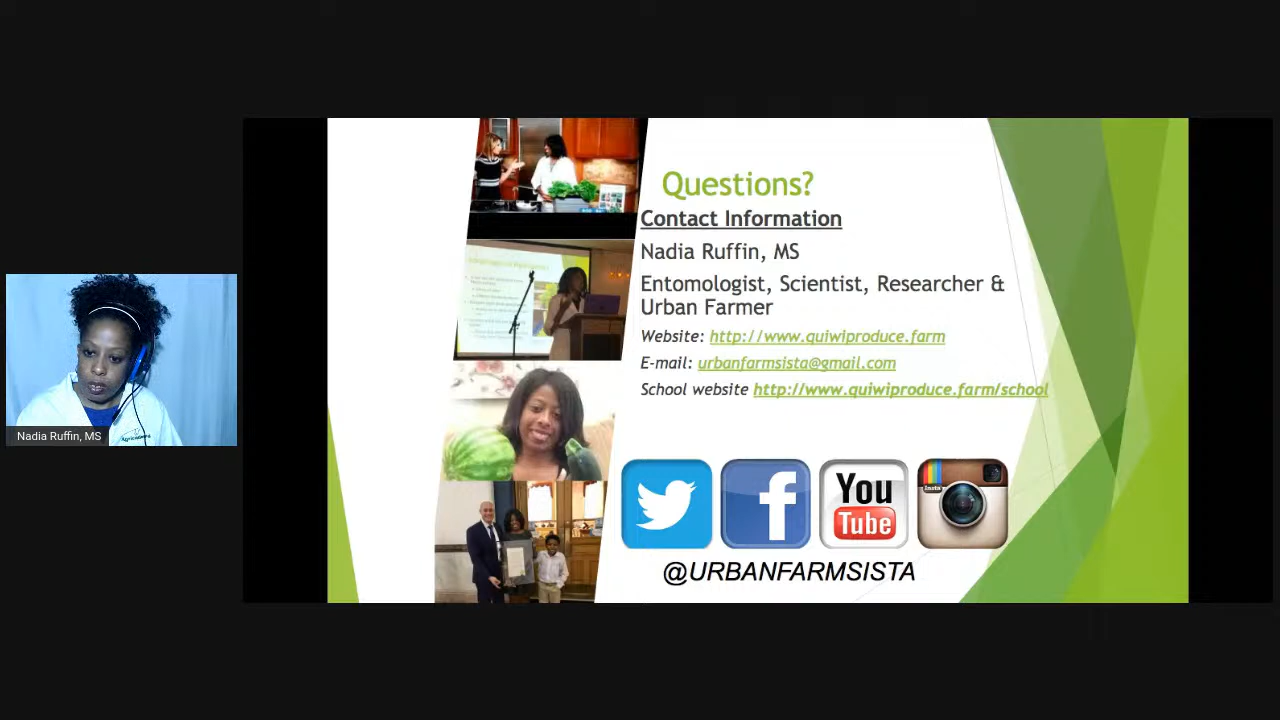 Questions?
Contact Information
Nadia Ruffin, MS
Entomologist, Scientist, Researcher &
Urban Farmer
Website: http://www.quiwiproduce.farm
E-mail: urbanfarmsista@gmail.com
School website http://www.quiwiproduce.farm/school
Nadia Ruffin, MS
Insta
You
Tube
@URBANFARMSISTA